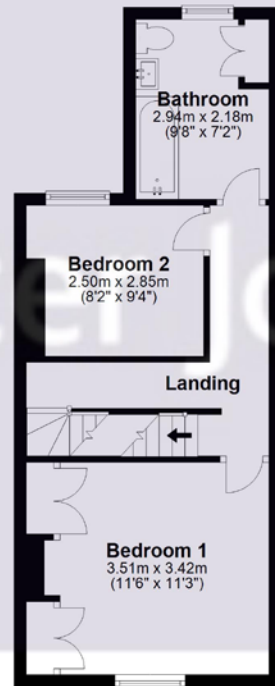 Bathroom
2.94m x 2.18m
(9'8" x 7'2")
Bedroom 2
2.50m x 2.85m
(8'2" x 9'4")
Landing
Bedroom 1
3.51m x 3.42m
(11'6" x 11'3")